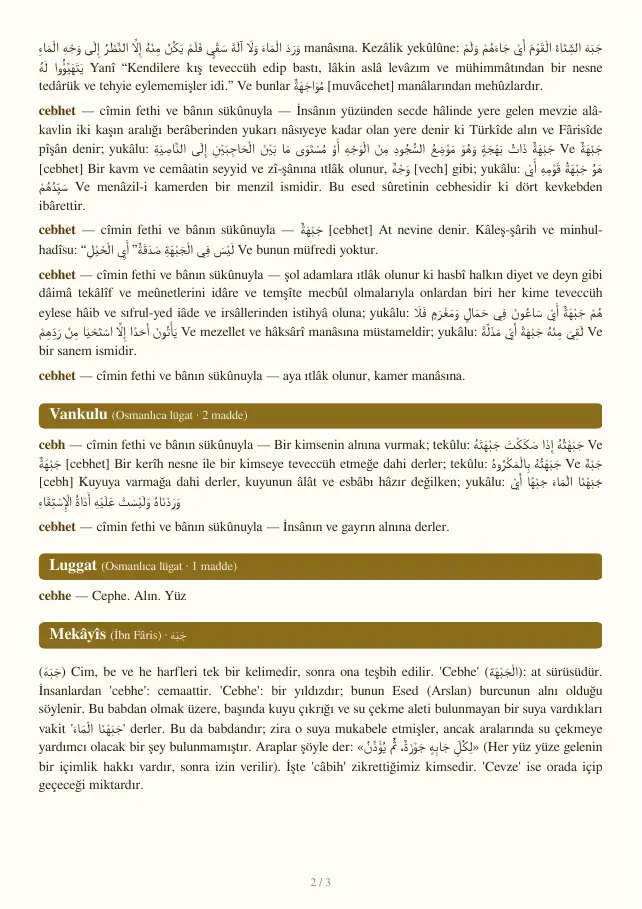 وَرَدَ الْمَاءَ وَلَا آلَةَ سَقْيٍ فَلَمْ يَكُنْ مِنْهُ إِلَّا النَّظَرُ إِلَى وَجْهِ الْمَاءِ manâsına. Kezâlik yekûlûne: جَبَهَ الشِّتَاءُ الْقَوْمَ أَيْ جَاءَهُمْ وَلَمْ
يَتَهَيَّؤُوا لَهُ Yanî “Kendilere kış teveccüh edip bastı, lâkin aslâ levâzım ve mühimmâtından bir nesne
tedârük ve tehyie eylememişler idi.” Ve bunlar مُوَاجَهَةٌ [muvâcehet] manâlarından mehûzlardır.
cebhet — cîmin fethi ve bânın sükûnuyla — İnsânın yüzünden secde hâlinde yere gelen mevzie alâ-
kavlin iki kaşın aralığı berâberinden yukarı nâsıyeye kadar olan yere denir ki Türkîde alın ve Fârisîde
pîşân denir; yukâlu: جَبْهَةٌ ذَاتُ بَهْجَةٍ وَهُوَ مَوْضِعُ السُّجُودِ مِنَ الْوَجْهِ أَوْ مُسْتَوَى مَا بَيْنَ الْحَاجِبَيْنِ إِلَى النَّاصِيَةِ Ve جَبْهَةٌ
[cebhet] Bir kavm ve cemâatin seyyid ve zî-şânına ıtlâk olunur, وَجْهٌ [vech] gibi; yukâlu: هُوَ جَبْهَةُ قَوْمِهِ أَيْ
سَيِّدُهُمْ Ve menâzil-i kamerden bir menzil ismidir. Bu esed sûretinin cebhesidir ki dört kevkebden
ibârettir.
cebhet — cîmin fethi ve bânın sükûnuyla — جَبْهَةٌ [cebhet] At nevine denir. Kâleş-şârih ve minhul-
hadîsu: “لَيْسَ فِي الْجَبْهَةِ صَدَقَةٌ” أَيِ الْخَيْلِ Ve bunun müfredi yoktur.
cebhet — cîmin fethi ve bânın sükûnuyla — şol adamlara ıtlâk olunur ki hasbî halkın diyet ve deyn gibi
dâimâ tekâlîf ve meûnetlerini idâre ve temşîte mecbûl olmalarıyla onlardan biri her kime teveccüh
eylese hâib ve sıfrul-yed iâde ve irsâllerinden istihyâ oluna; yukâlu: هُمْ جَبْهَةٌ أَيْ سَاعُونَ فِي حَمَالٍ وَمَغْرَمٍ فَلَا
يَأْتُونَ أَحَدًا إِلَّا اسْتَحْيَا مِنْ رَدِّهِمْ Ve mezellet ve hâksârî manâsına müstameldir; yukâlu: لَقِيَ مِنْهُ جَبْهَةً أَيْ مَذَلَّةً Ve
bir sanem ismidir.
cebhet — cîmin fethi ve bânın sükûnuyla — aya ıtlâk olunur, kamer manâsına.
Vankulu (Osmanlıca lügat · 2 madde)
cebh — cîmin fethi ve bânın sükûnuyla — Bir kimsenin alnına vurmak; tekûlu: جَبَهْتُهُ إِذَا صَكَكْتَ جَبْهَتَهُ Ve
جَبْهَةٌ [cebhet] Bir kerîh nesne ile bir kimseye teveccüh etmeğe dahi derler; tekûlu: جَبَهْتُهُ بِالْمَكْرُوهِ Ve جَبْهٌ
[cebh] Kuyuya varmağa dahi derler, kuyunun âlât ve esbâbı hâzır değilken; yukâlu: جَبَهْنَا الْمَاءَ جَبْهًا أَيْ
وَرَدْنَاهُ وَلَيْسَتْ عَلَيْهِ أَدَاةُ الْاِسْتِقَاءِ
cebhet — cîmin fethi ve bânın sükûnuyla — İnsânın ve gayrın alnına derler.
Luggat (Osmanlıca lügat · 1 madde)
cebhe — Cephe. Alın. Yüz
Mekâyîs (İbn Fâris) · جَبَهَ
(جَبَهَ) Cim, be ve he harfleri tek bir kelimedir, sonra ona teşbih edilir. 'Cebhe' (الْجَبْهَة): at sürüsüdür.
İnsanlardan 'cebhe': cemaattir. 'Cebhe': bir yıldızdır; bunun Esed (Arslan) burcunun alnı olduğu
söylenir. Bu babdan olmak üzere, başında kuyu çıkrığı ve su çekme aleti bulunmayan bir suya vardıkları
vakit 'جَبَهْنَا الْمَاءَ' derler. Bu da babdandır; zira o suya mukabele etmişler, ancak aralarında su çekmeye
yardımcı olacak bir şey bulunmamıştır. Araplar şöyle der: «لِكُلِّ جَابِهٍ جَوْزَةٌ، ثُمَّ يُؤَذَّنُ» (Her yüz yüze gelenin
bir içimlik hakkı vardır, sonra izin verilir). İşte 'câbih' zikrettiğimiz kimsedir. 'Cevze' ise orada içip
geçeceği miktardır.
2 / 3